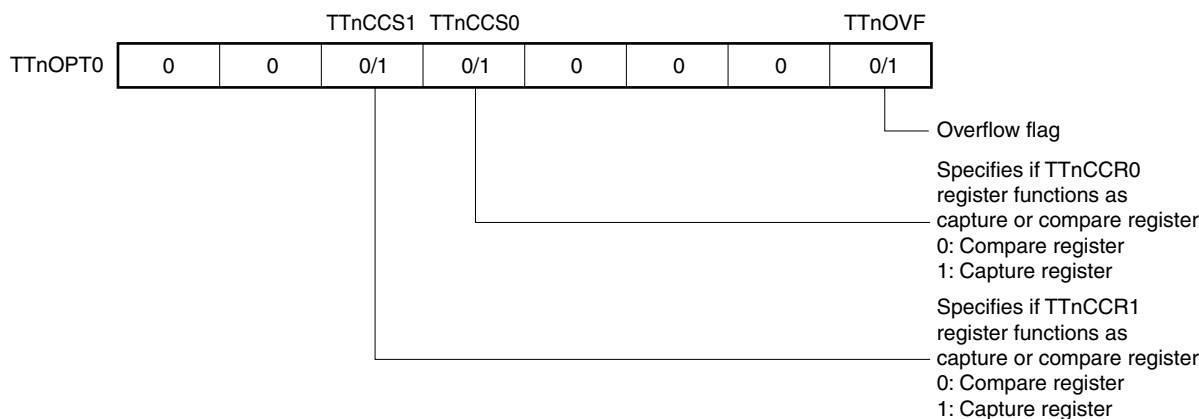 TTnCCS1 TTnCCS0 TTnOVF
TTnOPT0 0 0 0/1 0/1 0 0 0 0/1
Overflow flag
Specifies if TTnCCR0
register functions as
capture or compare register
0: Compare register
1: Capture register
Specifies if TTnCCR1
register functions as
capture or compare register
0: Compare register
1: Capture register